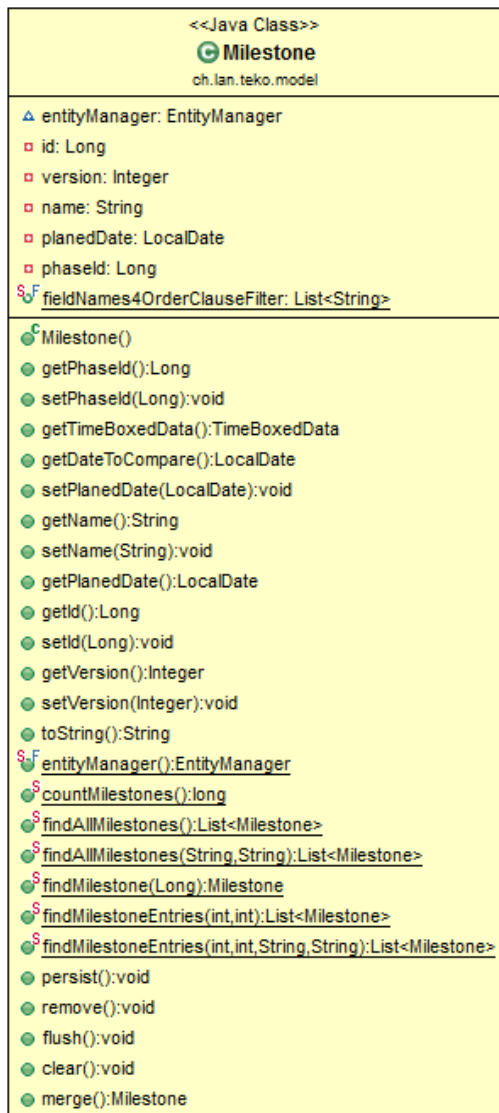 <<Java Class>>
C Milestone
ch.lan.teko.model
entityManager: EntityManager
id: Long
version: Integer
name: String
planedDate: LocalDate
phaseId: Long
S F fieldNames4OrderClauseFilter: List<String>
C Milestone()
getPhaseId():Long
setPhaseId(Long):void
getTimeBoxedData():TimeBoxedData
getDateToCompare():LocalDate
setPlanedDate(LocalDate):void
getName():String
setName(String):void
getPlanedDate():LocalDate
getId():Long
setId(Long):void
getVersion():Integer
setVersion(Integer):void
toString():String
S F entityManager():EntityManager
S countMilestones():long
S findAllMilestones():List<Milestone>
S findAllMilestones(String,String):List<Milestone>
S findMilestone(Long):Milestone
S findMilestoneEntries(int,int):List<Milestone>
S findMilestoneEntries(int,int,String,String):List<Milestone>
persist():void
remove():void
flush():void
clear():void
merge():Milestone